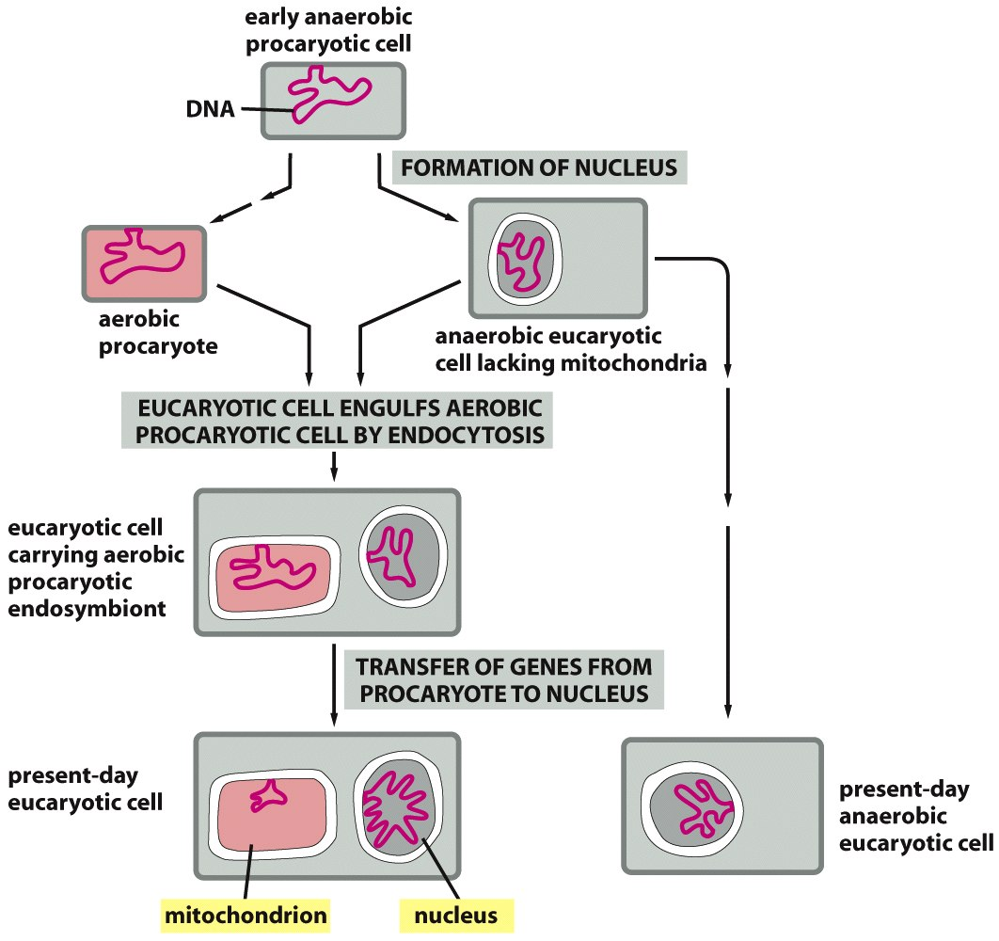 early anaerobic
procaryotic cell
DNA
FORMATION OF NUCLEUS
aerobic
procaryote
anaerobic eucaryotic
cell lacking mitochondria
EUCARYOTIC CELL ENGULFS AEROBIC
PROCARYOTIC CELL BY ENDOCYTOSIS
eucaryotic cell
carrying aerobic
procaryotic
endosymbiont
TRANSFER OF GENES FROM
PROCARYOTE TO NUCLEUS
present-day
eucaryotic cell
present-day
anaerobic
eucaryotic cell
mitochondrion
nucleus